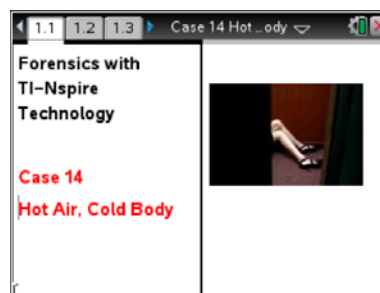 1.1 1.2 1.3 Case 14 Hot...ody
Forensics with
TI-Nspire
Technology
Case 14
Hot Air, Cold Body